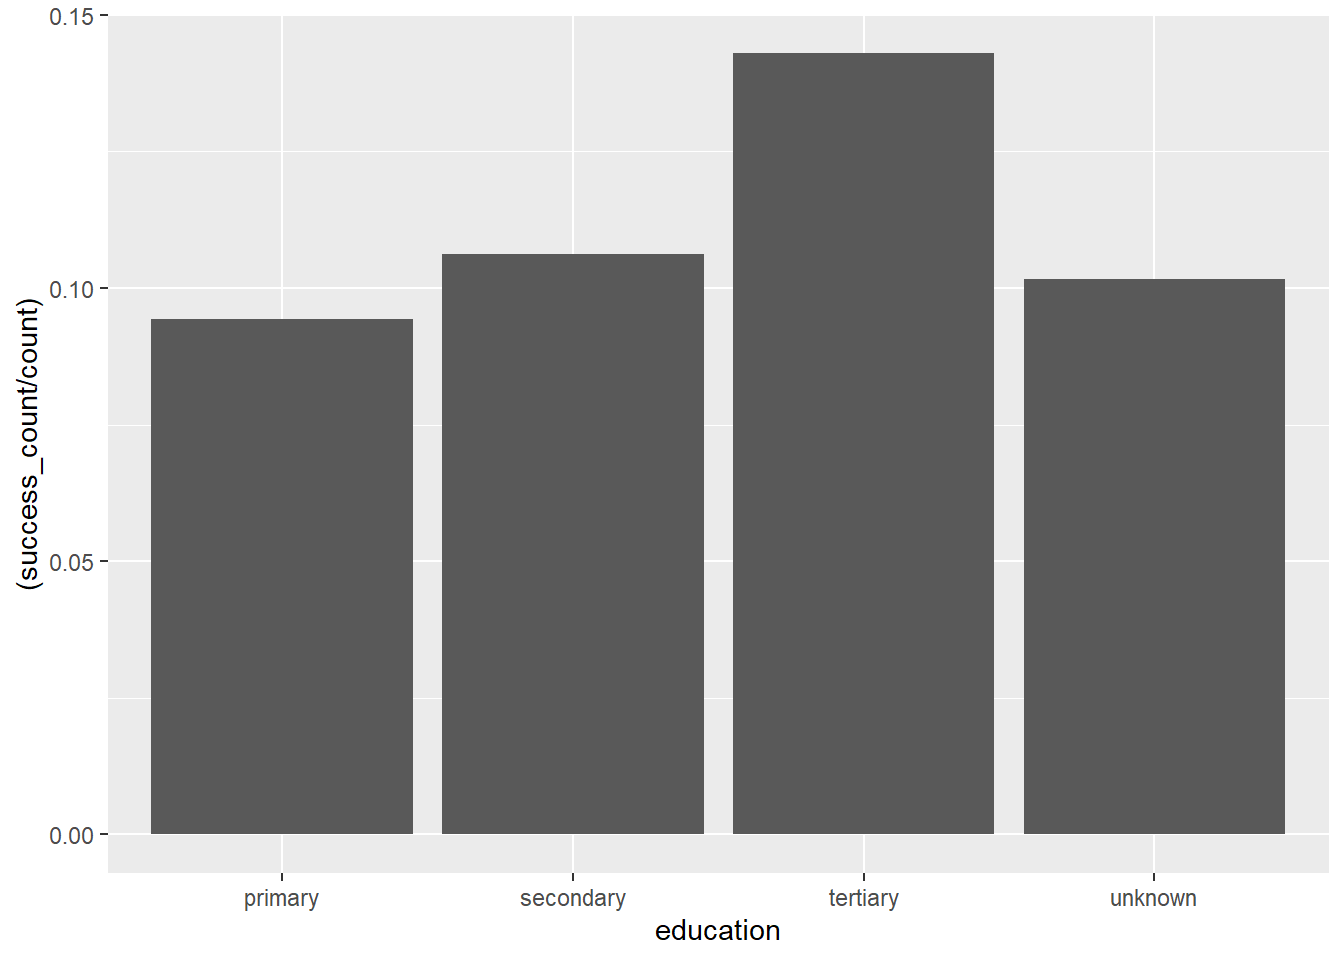 (success_count/count)
0.15
0.10
0.05
0.00
primary secondary tertiary unknown
education